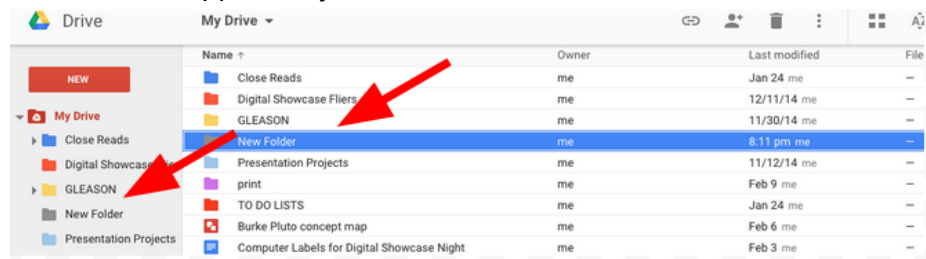 Drive My Drive
Name ↑ Owner Last modified File
NEW
My Drive
Close Reads
Digital Showcase
GLEASON
New Folder
Presentation Projects
Close Reads me Jan 24 me –
Digital Showcase Fliers me 12/11/14 me –
GLEASON me 11/30/14 me –
New Folder me 8:11 pm me –
Presentation Projects me 11/12/14 me –
print me Feb 9 me –
TO DO LISTS me Jan 24 me –
Burke Pluto concept map me Feb 6 me –
Computer Labels for Digital Showcase Night me Feb 3 me –